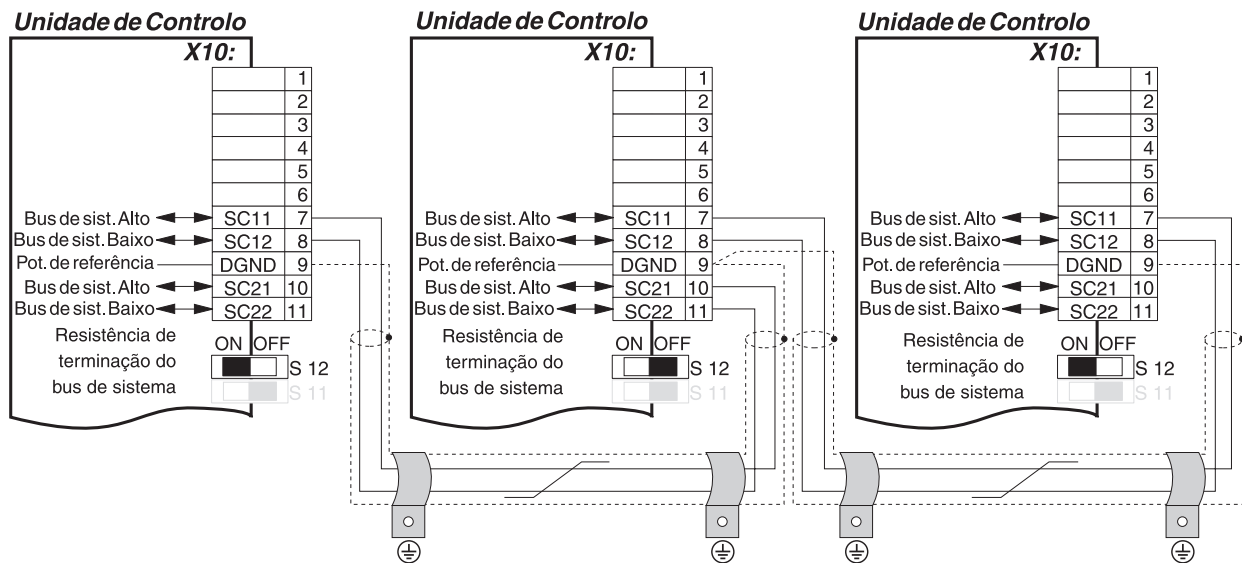 Unidade de Controlo
X10:
1
2
3
4
5
6
Bus de sist. Alto SC11 7
Bus de sist. Baixo SC12 8
Pot. de referência DGND 9
Bus de sist. Alto SC21 10
Bus de sist. Baixo SC22 11
Resistência de
terminação do
bus de sistema
ON OFF
S 12
S 11
Unidade de Controlo
X10:
1
2
3
4
5
6
Bus de sist. Alto SC11 7
Bus de sist. Baixo SC12 8
Pot. de referência DGND 9
Bus de sist. Alto SC21 10
Bus de sist. Baixo SC22 11
Resistência de
terminação do
bus de sistema
ON OFF
S 12
S 11
Unidade de Controlo
X10:
1
2
3
4
5
6
Bus de sist. Alto SC11 7
Bus de sist. Baixo SC12 8
Pot. de referência DGND 9
Bus de sist. Alto SC21 10
Bus de sist. Baixo SC22 11
Resistência de
terminação do
bus de sistema
ON OFF
S 12
S 11